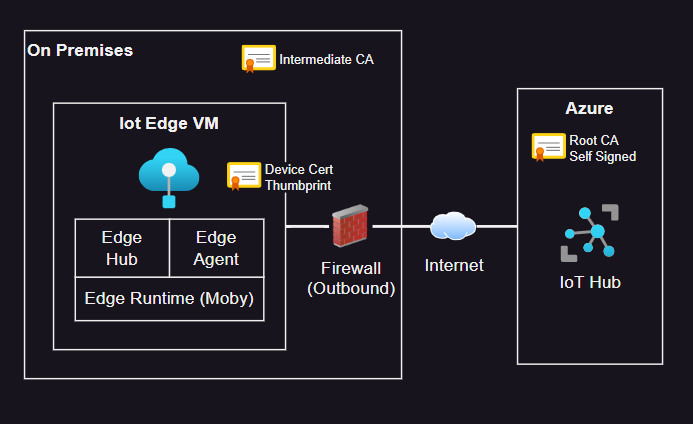 On Premises
Intermediate CA
Iot Edge VM
Device Cert
Thumbprint
Edge
Hub
Edge
Agent
Edge Runtime (Moby)
Firewall
(Outbound)
Internet
Azure
Root CA
Self Signed
IoT Hub